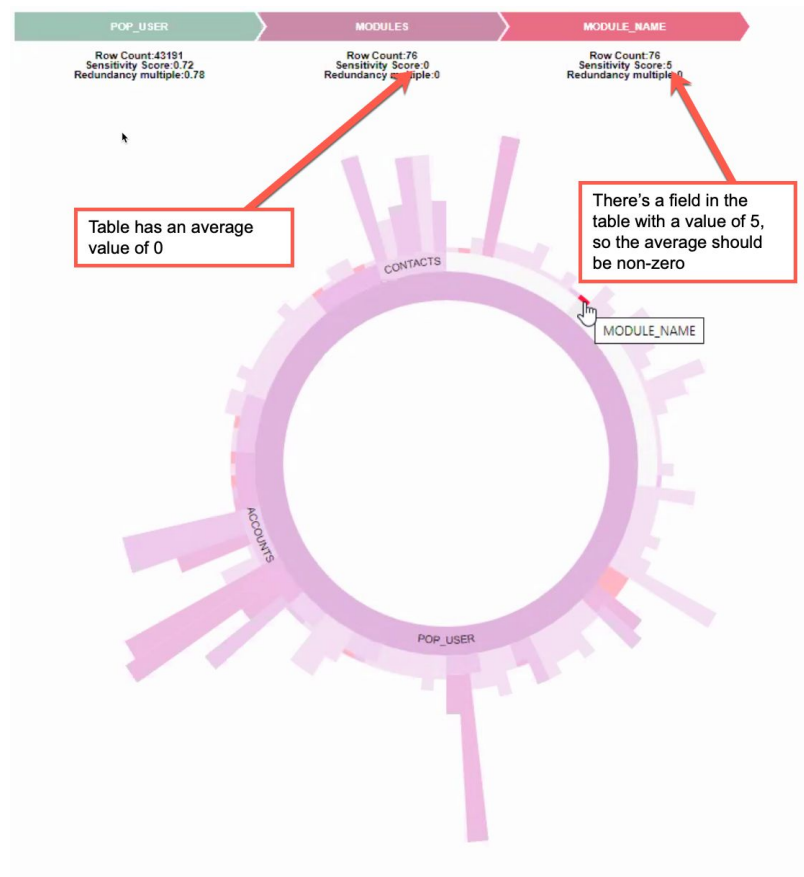 POP_USER
MODULES
MODULE_NAME
Row Count:43191
Sensitivity Score:0.72
Redundancy multiple:0.78
Row Count:76
Sensitivity Score:0
Redundancy multiple:0
Row Count:76
Sensitivity Score:5
Redundancy multiple:0
Table has an average
value of 0
There's a field in the
table with a value of 5,
so the average should
be non-zero
CONTACTS
MODULE_NAME
ACCOUNTS
POP_USER